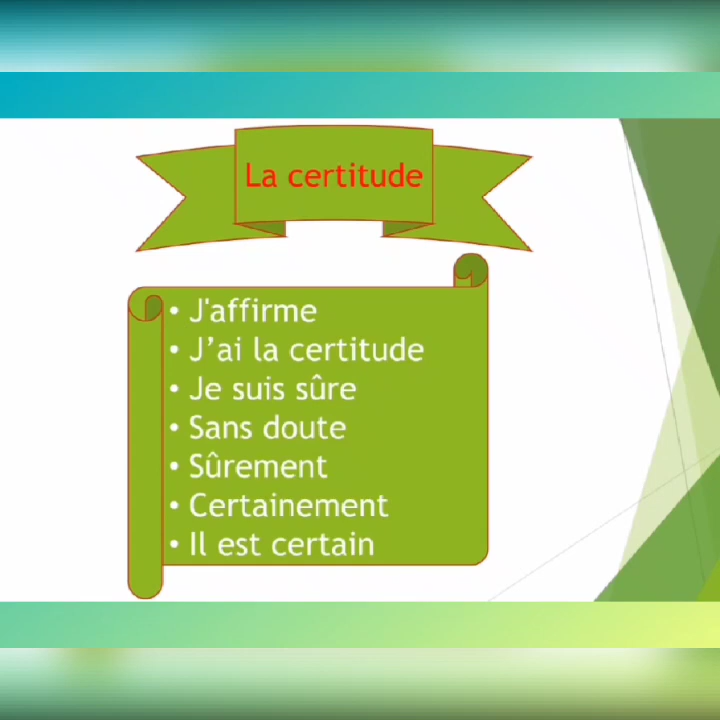 La certitude
• J'affirme
• J’ai la certitude
• Je suis sûre
• Sans doute
• Sûrement
• Certainement
• Il est certain